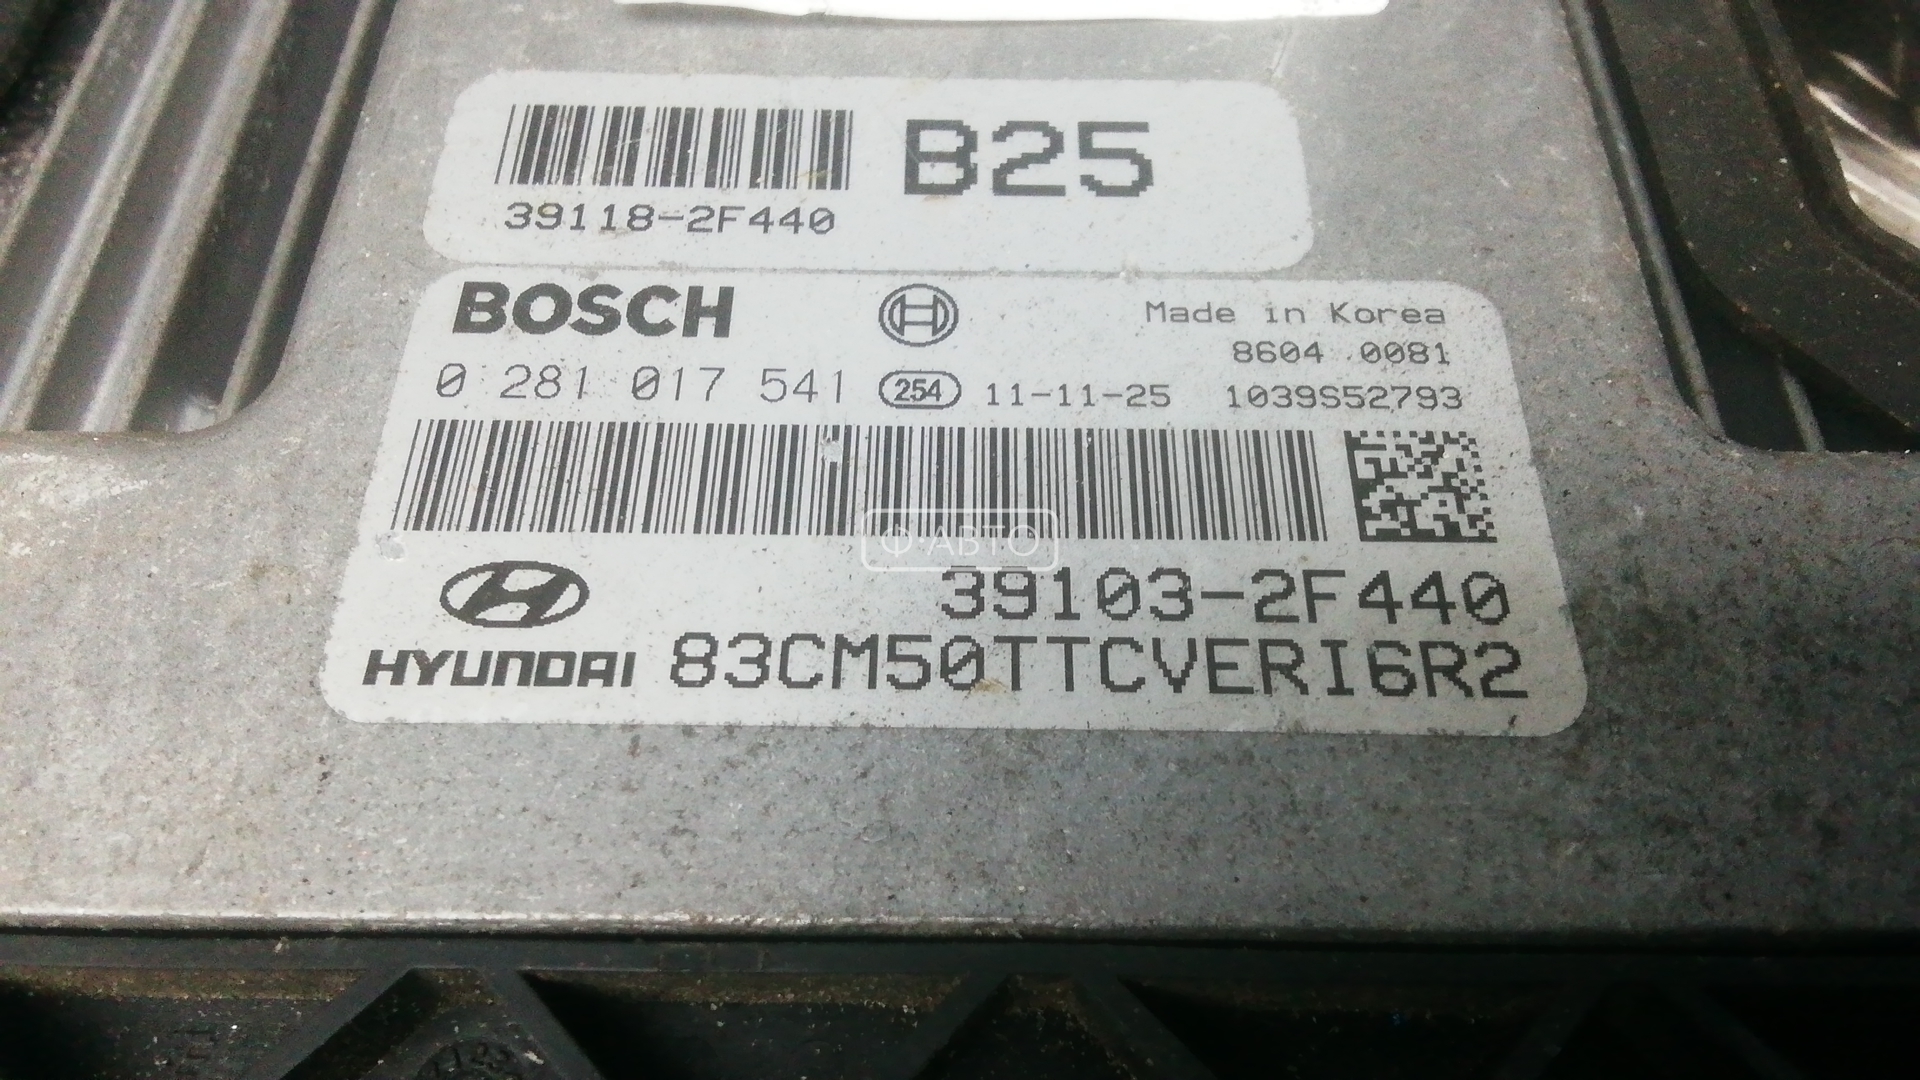 B25
39118-2F440
BOSCH
Made in Korea
8604 0081
0 281 017 541 254 11-11-25 1039S52793
Ф·АВТО
39103-2F440
HYUNDAI 83CM50TTCVERI6R2